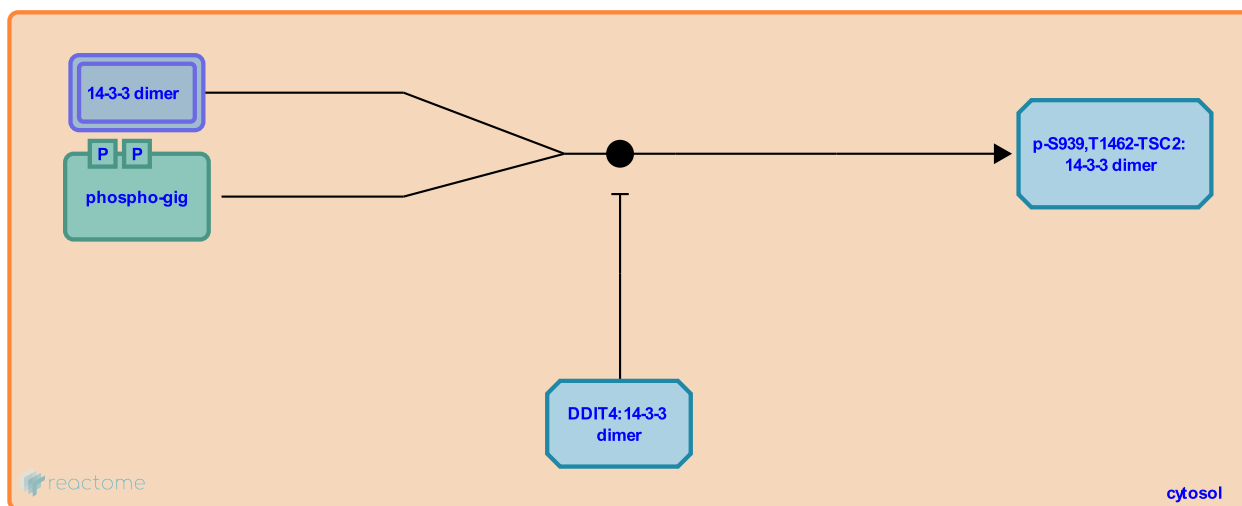 14-3-3 dimer
P P
phospho-gig
p-S939,T1462-TSC2:
14-3-3 dimer
DDIT4:14-3-3
dimer
reactome
cytosol